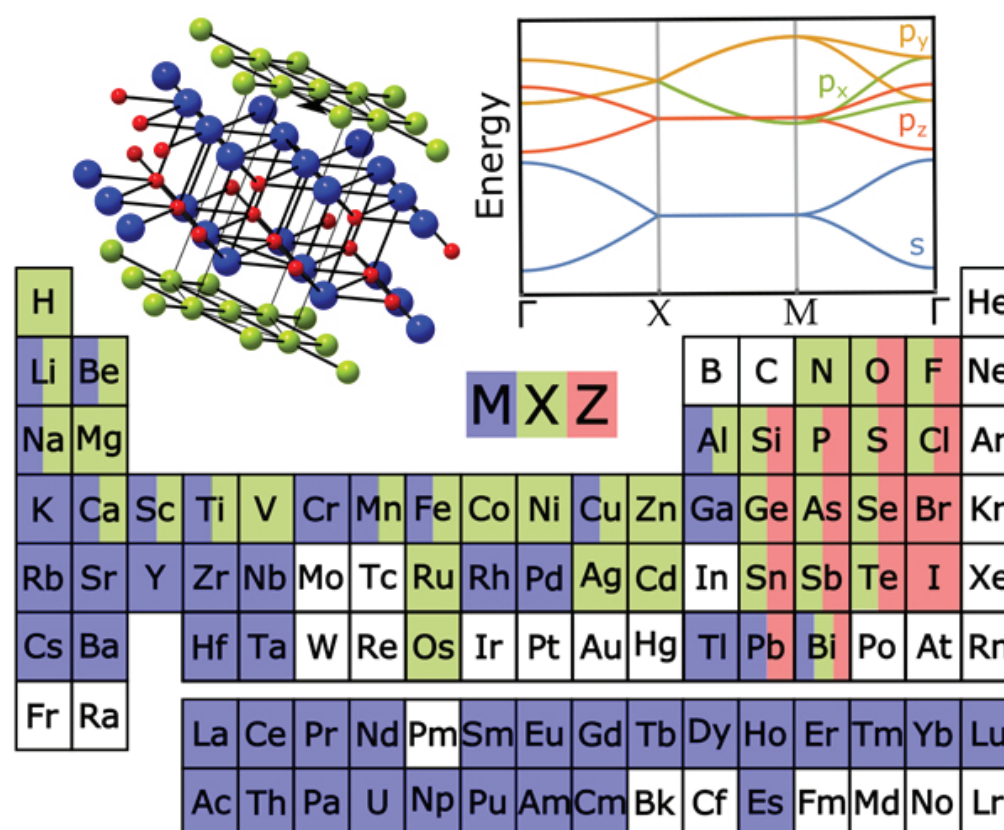 Energy
p_y
p_x
p_z
s
Γ X M Γ
H He
Li Be B C N O F Ne
M X Z
Na Mg Al Si P S Cl Ar
K Ca Sc Ti V Cr Mn Fe Co Ni Cu Zn Ga Ge As Se Br Kr
Rb Sr Y Zr Nb Mo Tc Ru Rh Pd Ag Cd In Sn Sb Te I Xe
Cs Ba Hf Ta W Re Os Ir Pt Au Hg Tl Pb Bi Po At Rn
Fr Ra
La Ce Pr Nd Pm Sm Eu Gd Tb Dy Ho Er Tm Yb Lu
Ac Th Pa U Np Pu Am Cm Bk Cf Es Fm Md No Lr